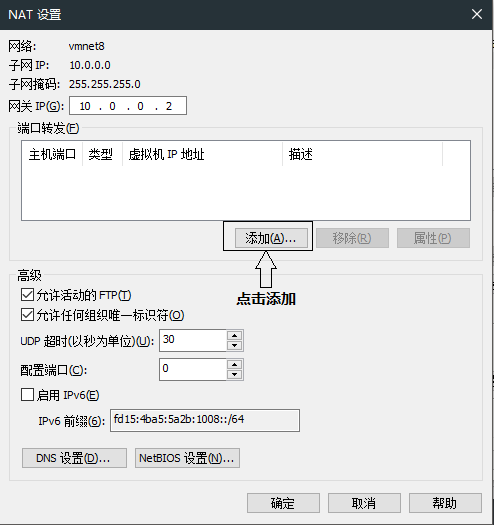 NAT 设置
网络: vmnet8
子网 IP: 10.0.0.0
子网掩码: 255.255.255.0
网关 IP(G): 10 . 0 . 0 . 2
端口转发(F)
主机端口 类型 虚拟机 IP 地址 描述
添加(A)... 移除(R) 属性(P)
点击添加
高级
允许活动的 FTP(T)
允许任何组织唯一标识符(O)
UDP 超时(以秒为单位)(U): 30
配置端口(C): 0
启用 IPv6(E)
IPv6 前缀(6): fd15:4ba5:5a2b:1008::/64
DNS 设置(D)... NetBIOS 设置(N)...
确定 取消 帮助